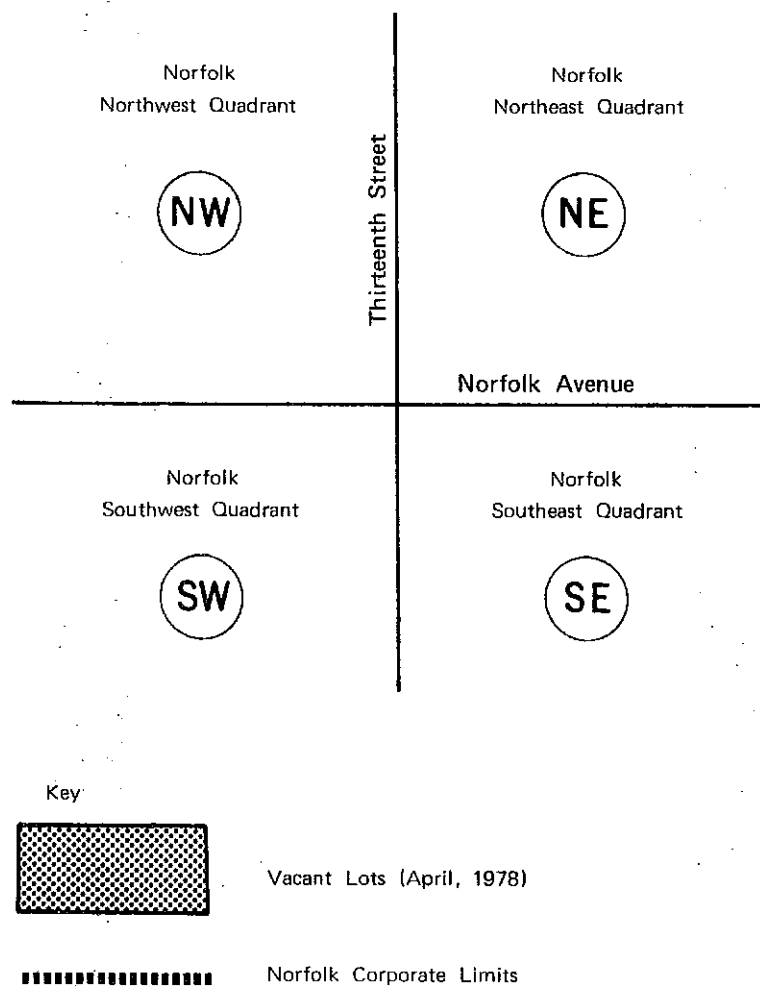 Norfolk
Northwest Quadrant
NW
Norfolk
Northeast Quadrant
NE
Thirteenth Street
Norfolk Avenue
Norfolk
Southwest Quadrant
SW
Norfolk
Southeast Quadrant
SE
Key
Vacant Lots (April, 1978)
Norfolk Corporate Limits